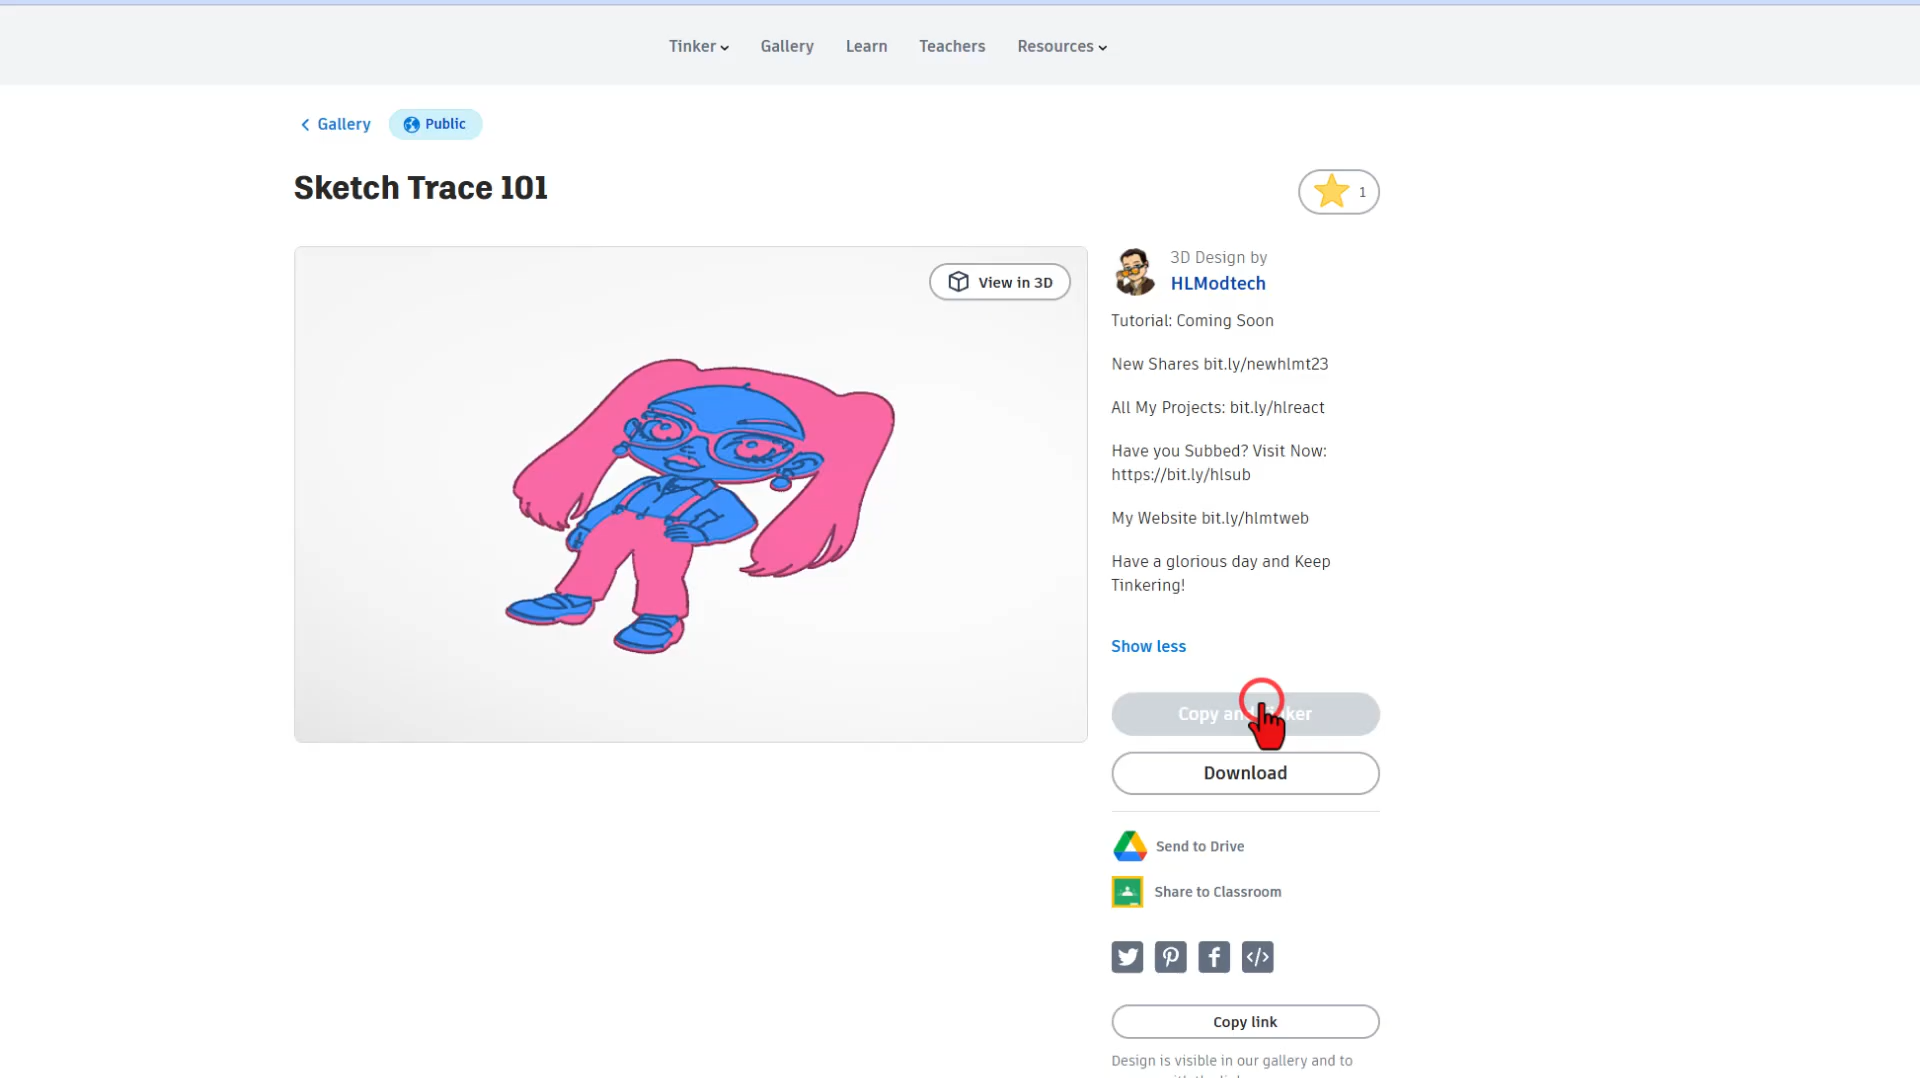 Tinker
Gallery
Learn
Teachers
Resources
Gallery
Public
Sketch Trace 101
1
View in 3D
3D Design by
HLModtech
Tutorial: Coming Soon
New Shares bit.ly/newhlmt23
All My Projects: bit.ly/hlreact
Have you Subbed? Visit Now:
https://bit.ly/hlsub
My Website bit.ly/hlmtweb
Have a glorious day and Keep
Tinkering!
Show less
Copy and
Download
Send to Drive
Share to Classroom
Copy link
Design is visible in our gallery and to